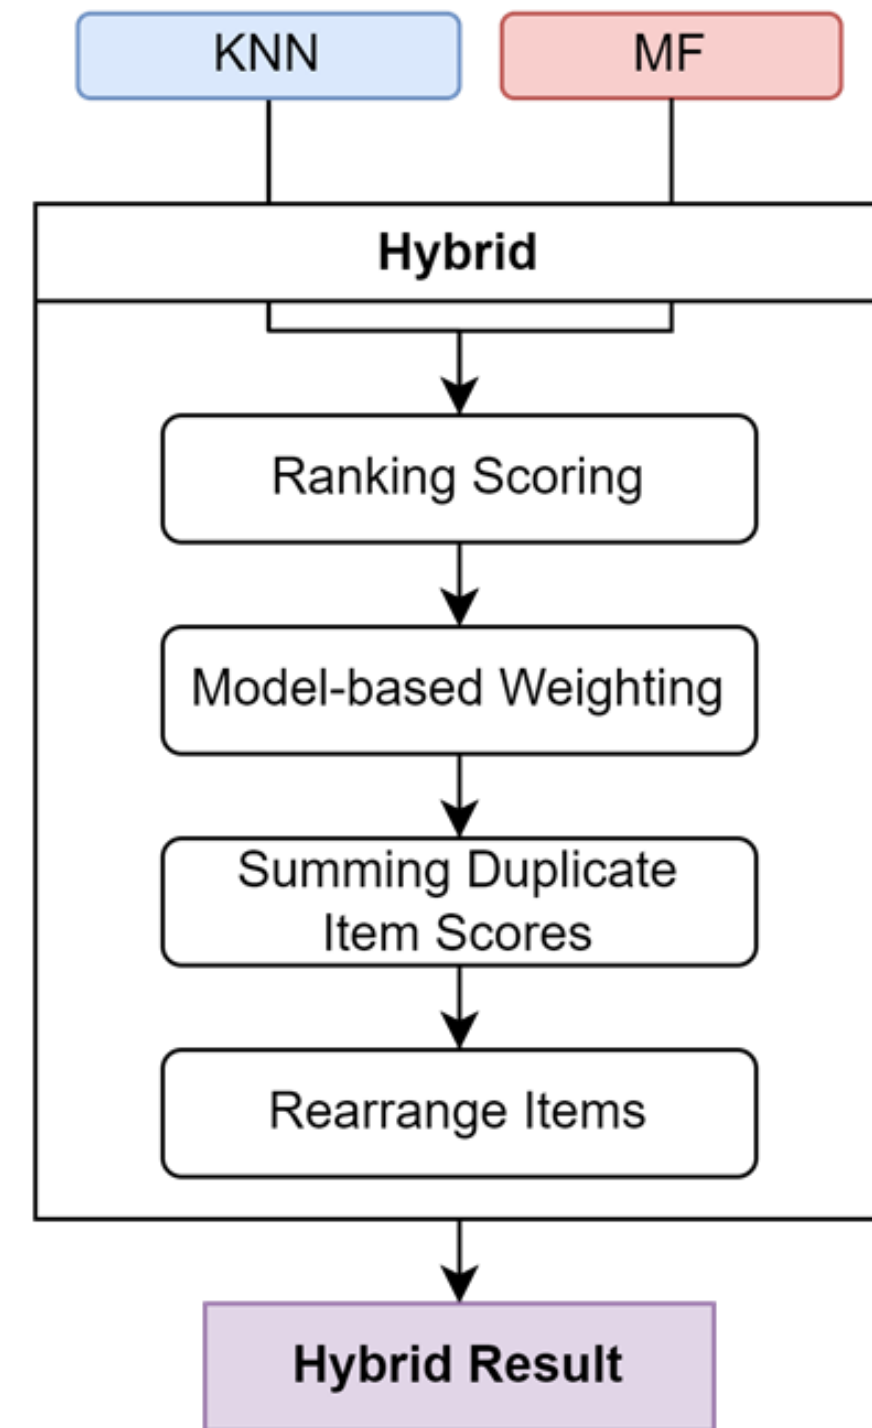 KNN
MF
Hybrid
Ranking Scoring
Model-based Weighting
Summing Duplicate
Item Scores
Rearrange Items
Hybrid Result